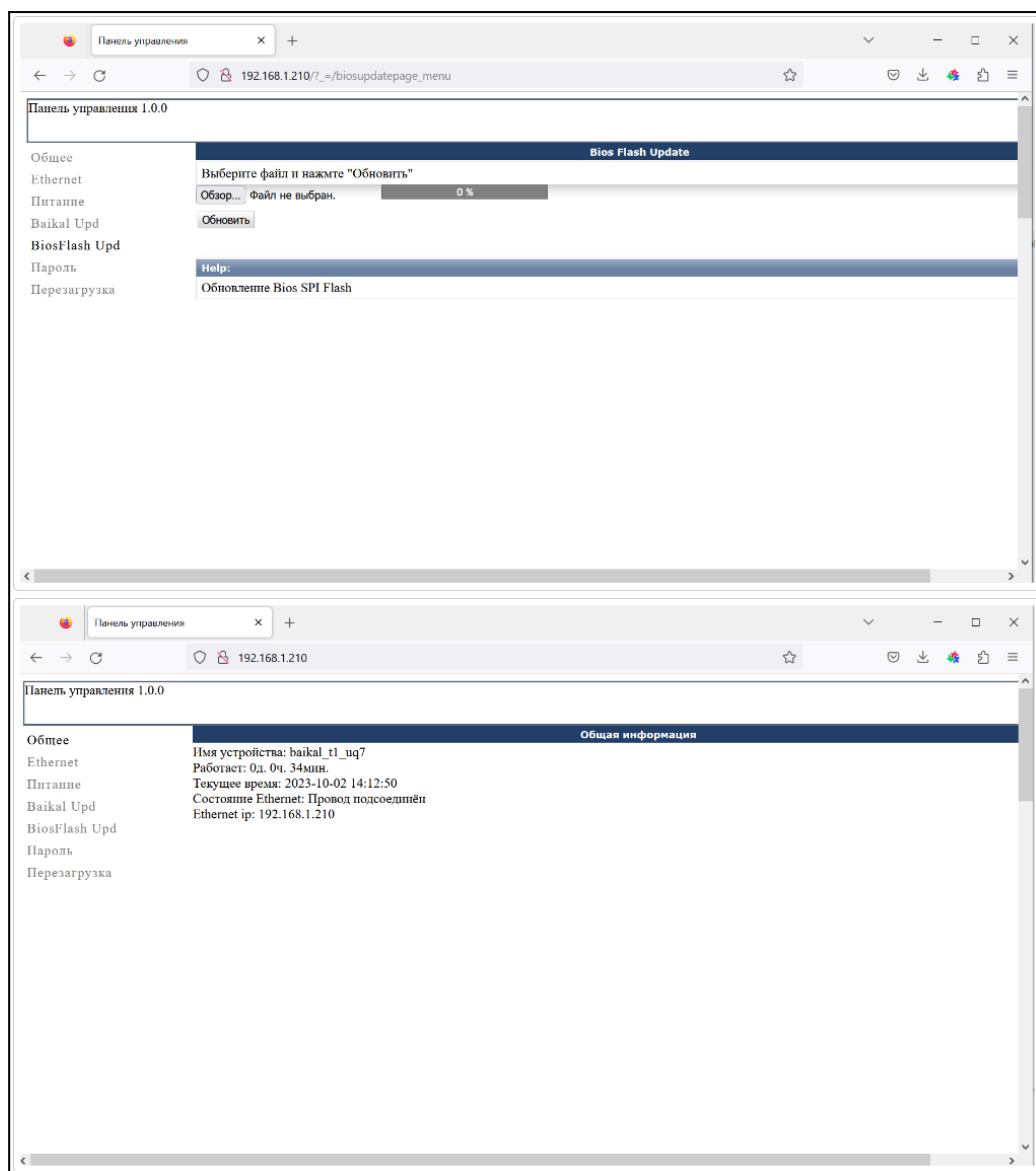 Панель управления
192.168.1.210/?_=/biosupdatepage_menu
Панель управления 1.0.0
Общее
Ethernet
Питание
Baikal Upd
BiosFlash Upd
Пароль
Перезагрузка
Bios Flash Update
Выберите файл и нажмте "Обновить"
Обзор... Файл не выбран. 0 %
Обновить
Help:
Обновление Bios SPI Flash
Панель управления
192.168.1.210
Панель управления 1.0.0
Общее
Ethernet
Питание
Baikal Upd
BiosFlash Upd
Пароль
Перезагрузка
Общая информация
Имя устройства: baikal_t1_uq7
Работает: 0д. 0ч. 34мин.
Текущее время: 2023-10-02 14:12:50
Состояние Ethernet: Провод подсоединён
Ethernet ip: 192.168.1.210